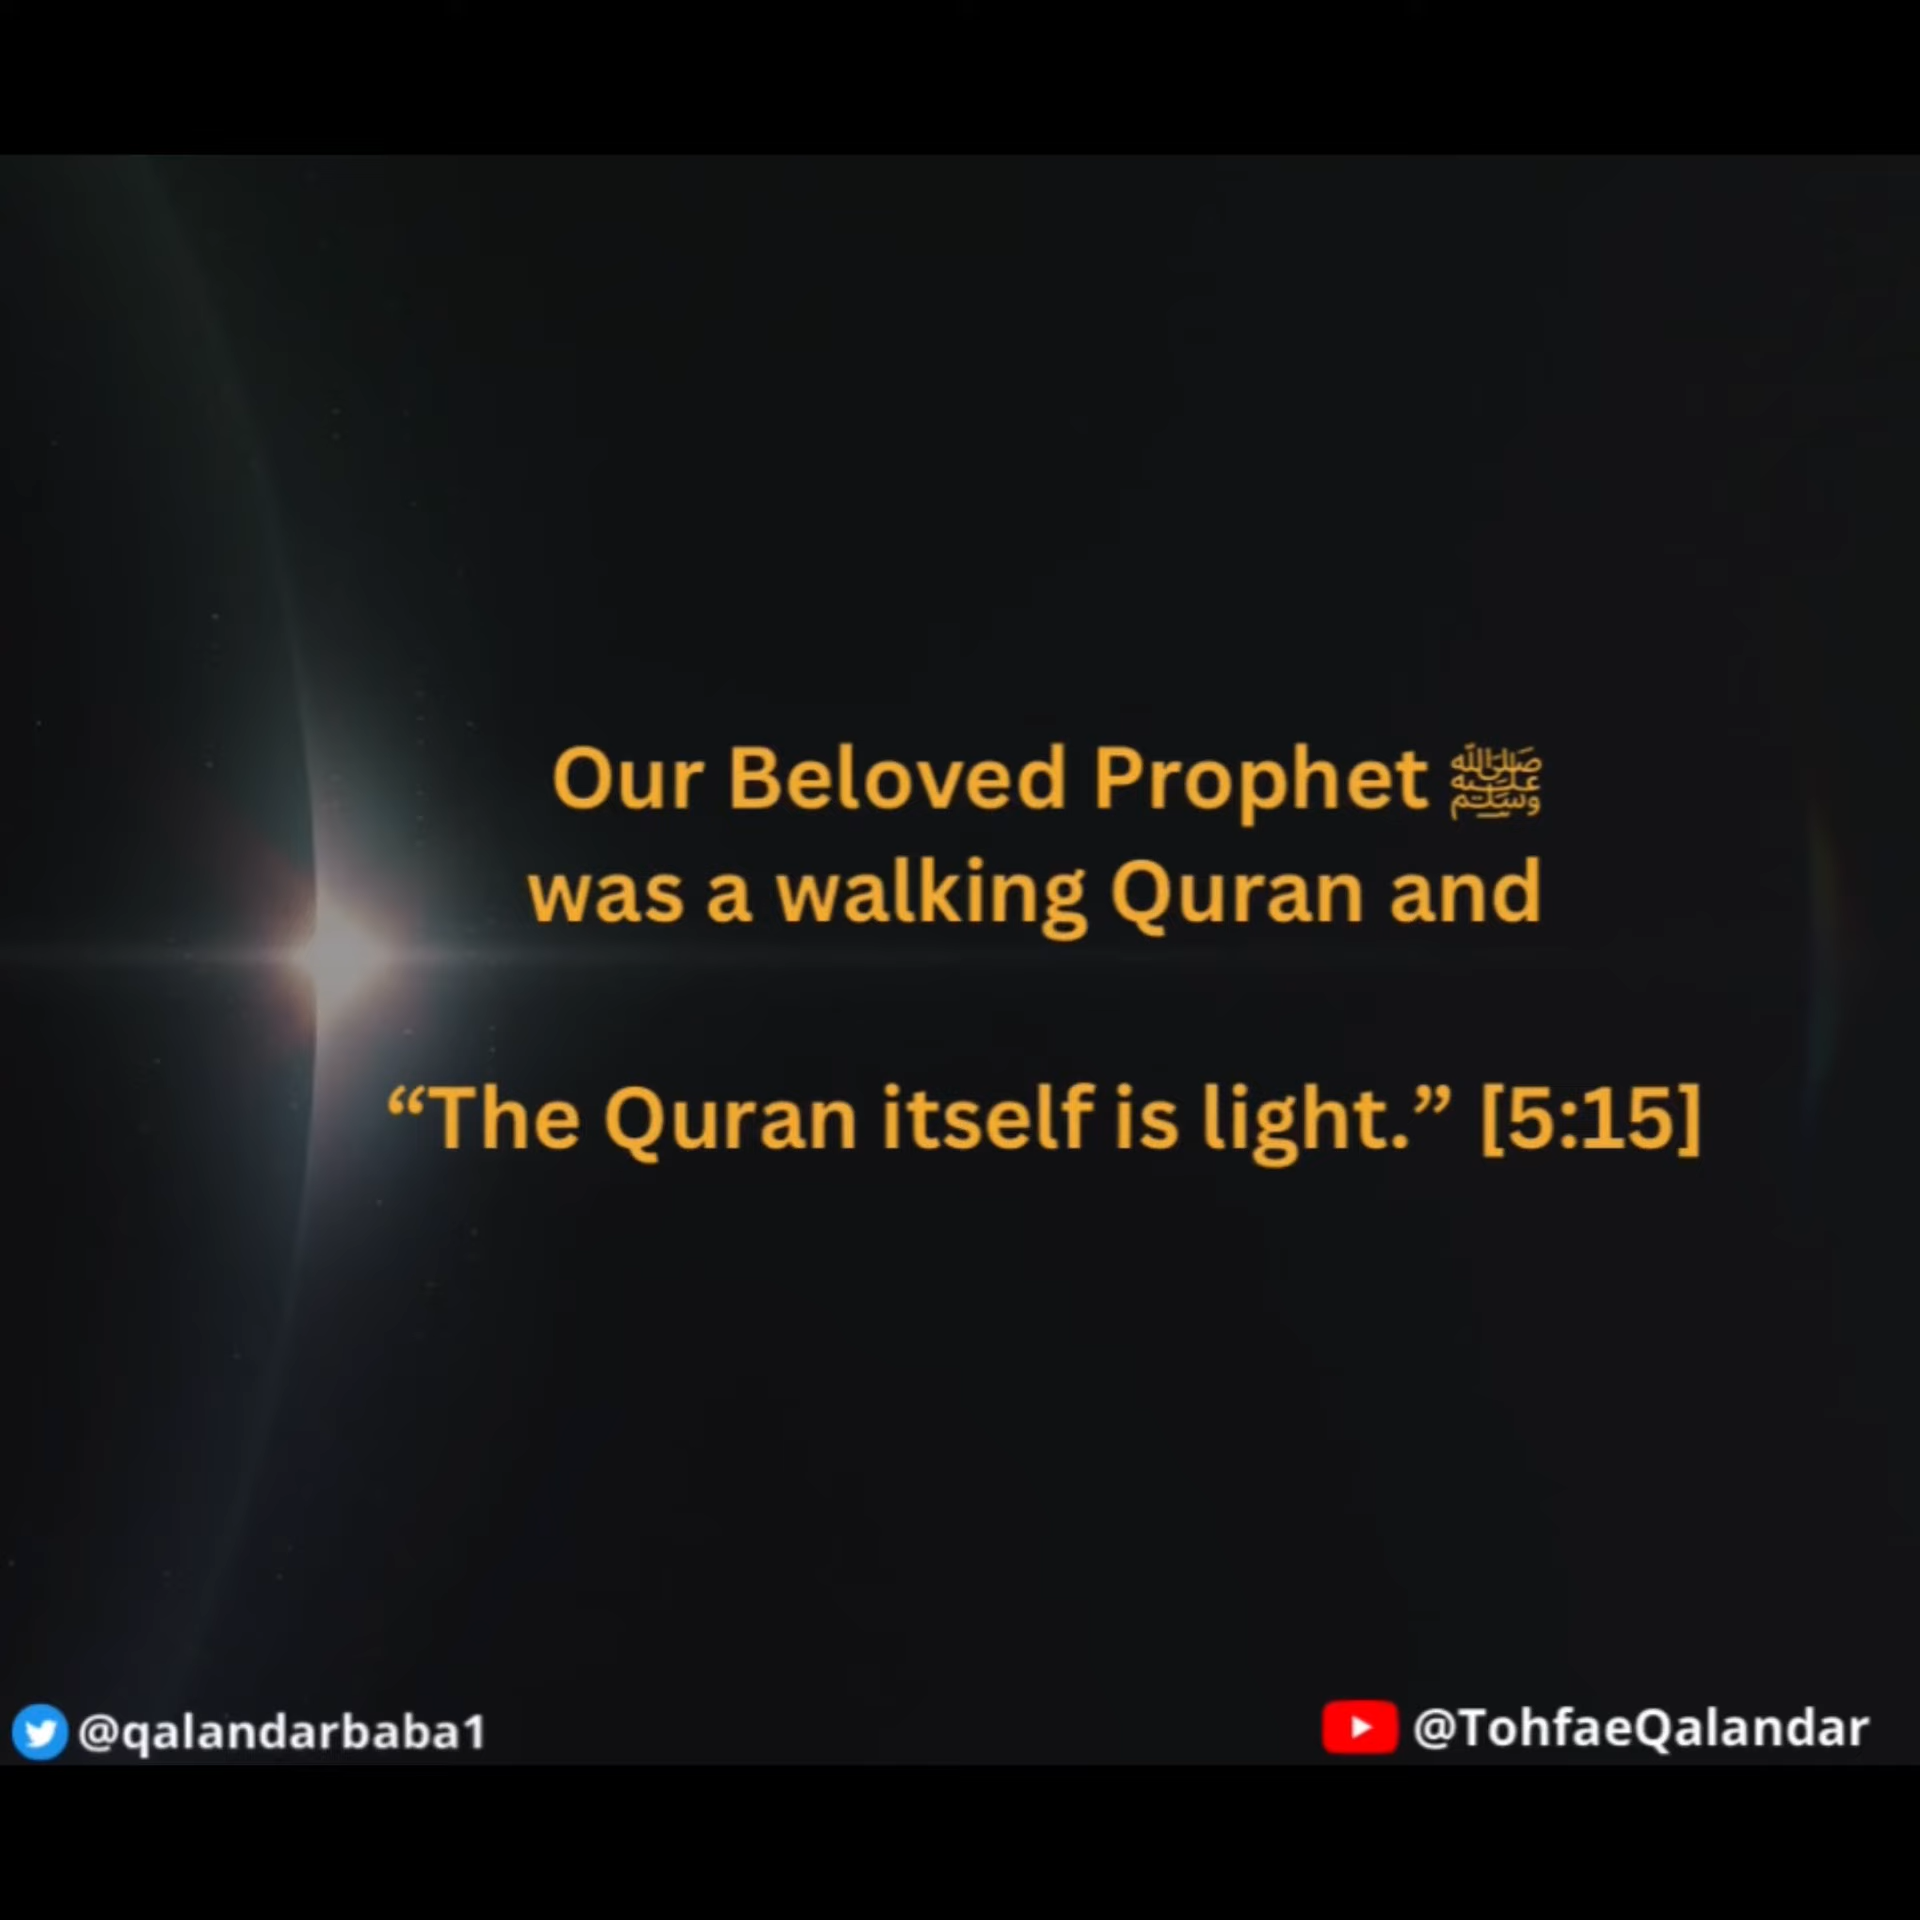 Our Beloved Prophet ﷺ
was a walking Quran and
“The Quran itself is light.” [5:15]
@qalandarbaba1
@TohfaeQalandar